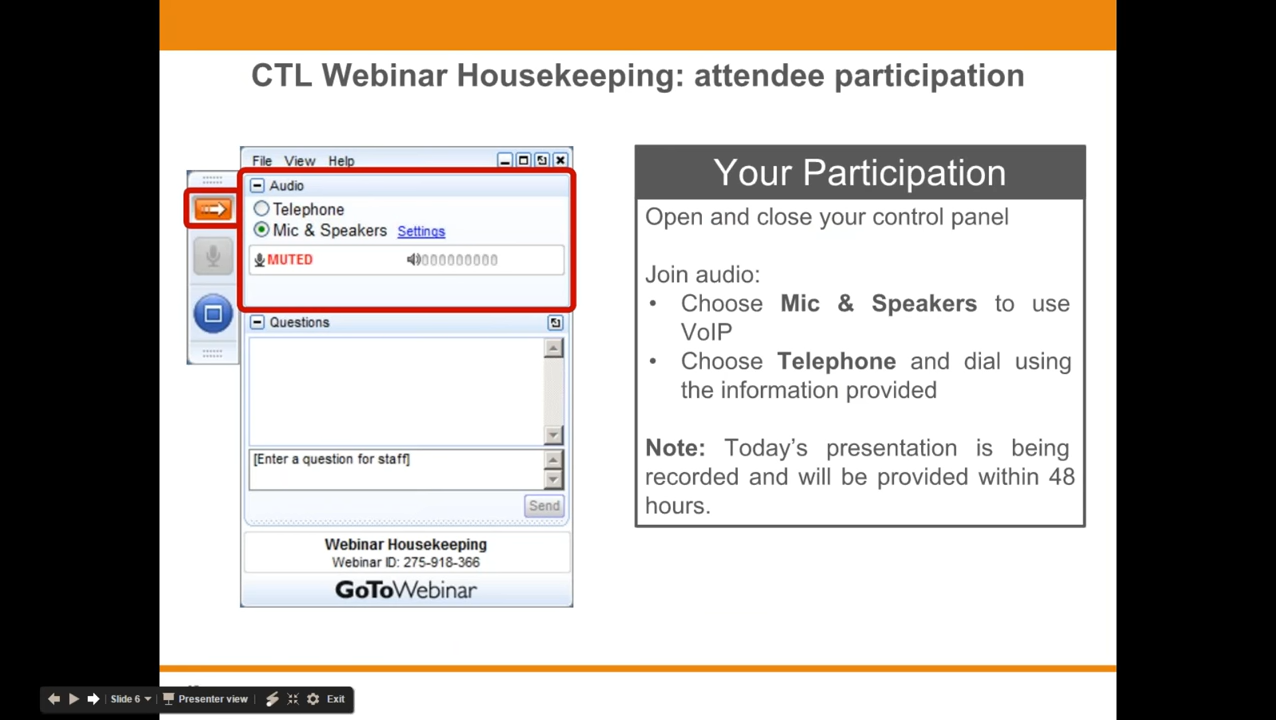 CTL Webinar Housekeeping: attendee participation
File View Help
Audio
Telephone
Mic & Speakers Settings
MUTED
Questions
[Enter a question for staff]
Send
Webinar Housekeeping
Webinar ID: 275-918-366
GoToWebinar
Your Participation
Open and close your control panel
Join audio:
• Choose Mic & Speakers to use
VoIP
• Choose Telephone and dial using
the information provided
Note: Today's presentation is being
recorded and will be provided within 48
hours.
Slide 6 Presenter view Exit